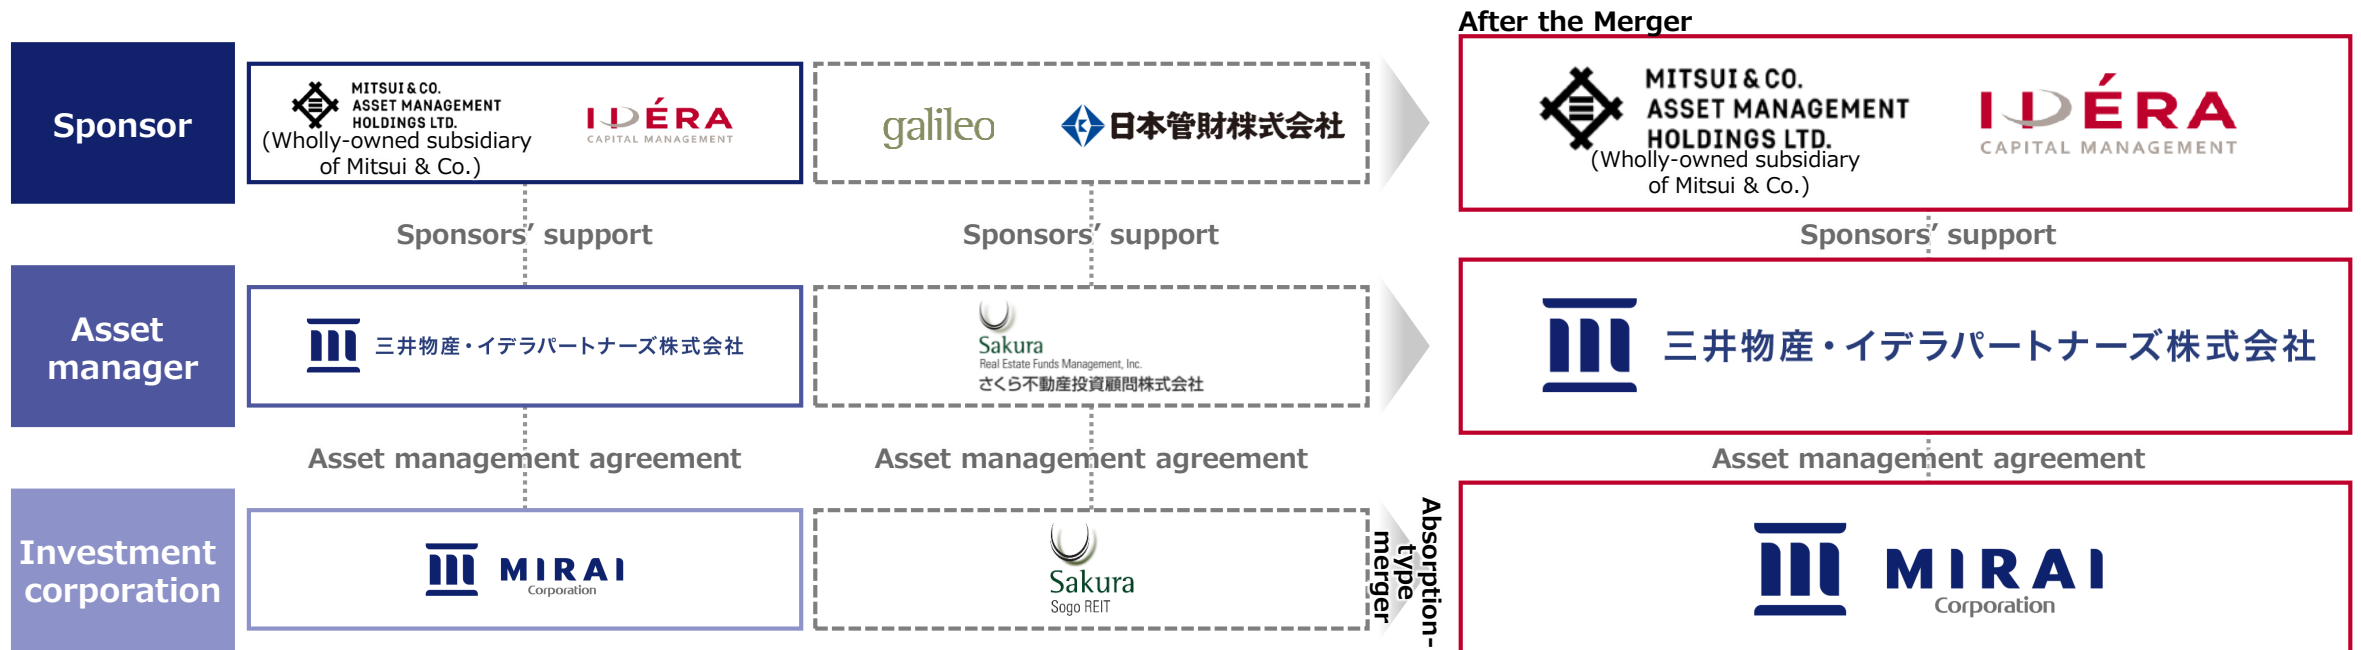 After the Merger
Sponsor
MITSUI & CO.
ASSET MANAGEMENT
HOLDINGS LTD.
(Wholly-owned subsidiary
of Mitsui & Co.)
IDÉRA
CAPITAL MANAGEMENT
galileo
日本管財株式会社
MITSUI & CO.
ASSET MANAGEMENT
HOLDINGS LTD.
(Wholly-owned subsidiary
of Mitsui & Co.)
IDÉRA
CAPITAL MANAGEMENT
Sponsors’ support
Sponsors’ support
Sponsors’ support
Asset
manager
三井物産・イデラパートナーズ株式会社
Sakura
Real Estate Funds Management, Inc.
さくら不動産投資顧問株式会社
三井物産・イデラパートナーズ株式会社
Asset management agreement
Asset management agreement
Asset management agreement
Investment
corporation
MIRAI
Corporation
Sakura
Sogo REIT
Absorption-
type
merger
MIRAI
Corporation